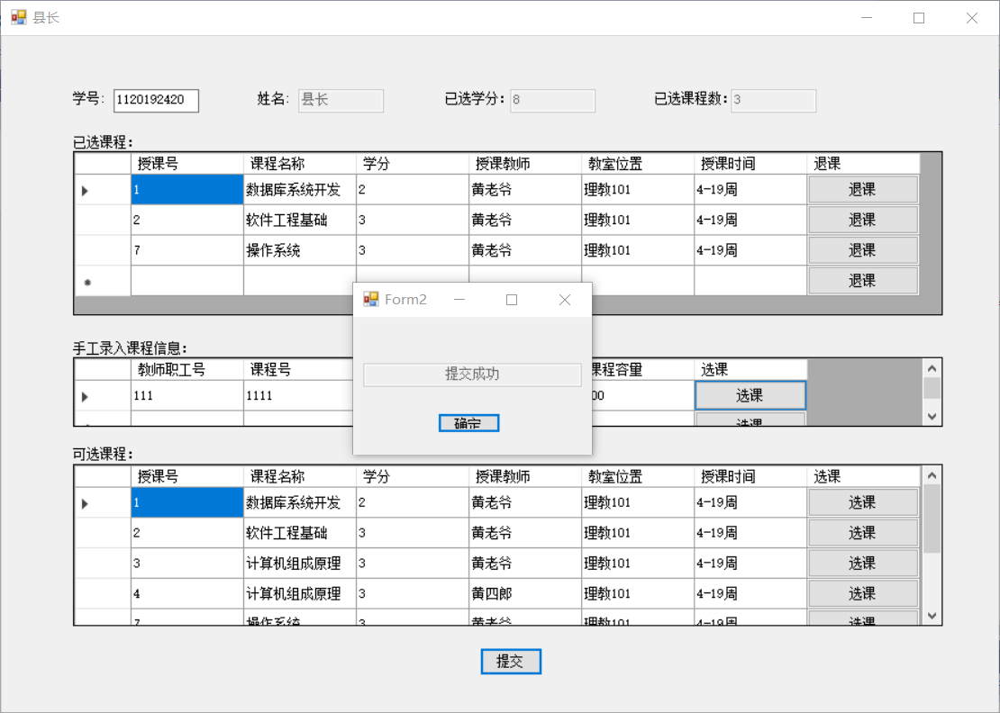 县长
学号： 1120192420 姓名： 县长 已选学分： 8 已选课程数： 3
已选课程：
授课号 课程名称 学分 授课教师 教室位置 授课时间 退课
1 数据库系统开发 2 黄老爷 理教101 4-19周 退课
2 软件工程基础 3 黄老爷 理教101 4-19周 退课
7 操作系统 3 黄老爷 理教101 4-19周 退课
退课
Form2
提交成功
确定
手工录入课程信息：
教师职工号 课程号 课程容量 选课
111 1111 00 选课
选课
可选课程：
授课号 课程名称 学分 授课教师 教室位置 授课时间 选课
1 数据库系统开发 2 黄老爷 理教101 4-19周 选课
2 软件工程基础 3 黄老爷 理教101 4-19周 选课
3 计算机组成原理 3 黄老爷 理教101 4-19周 选课
4 计算机组成原理 3 黄四郎 理教101 4-19周 选课
7 操作系统 3 黄老爷 理教101 4-19周 选课
提交